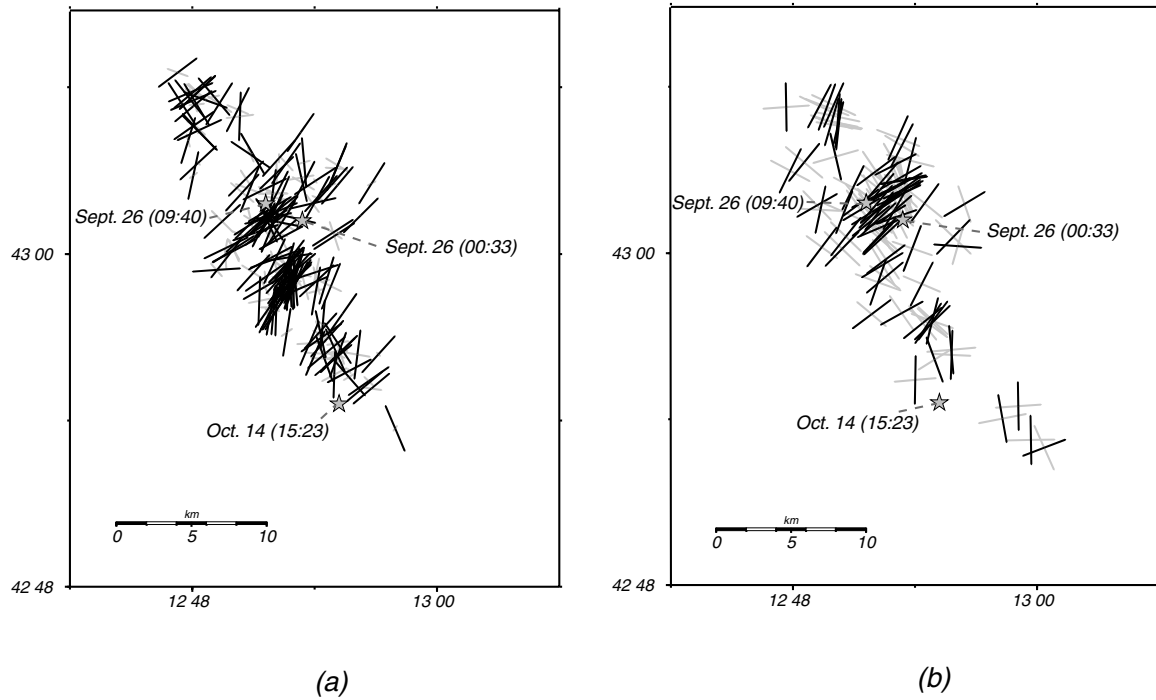 Sept. 26 (09:40)
Sept. 26 (00:33)
43 00
Oct. 14 (15:23)
km
0 5 10
42 48
12 48 13 00
(a)
Sept. 26 (09:40)
Sept. 26 (00:33)
43 00
Oct. 14 (15:23)
km
0 5 10
42 48
12 48 13 00
(b)